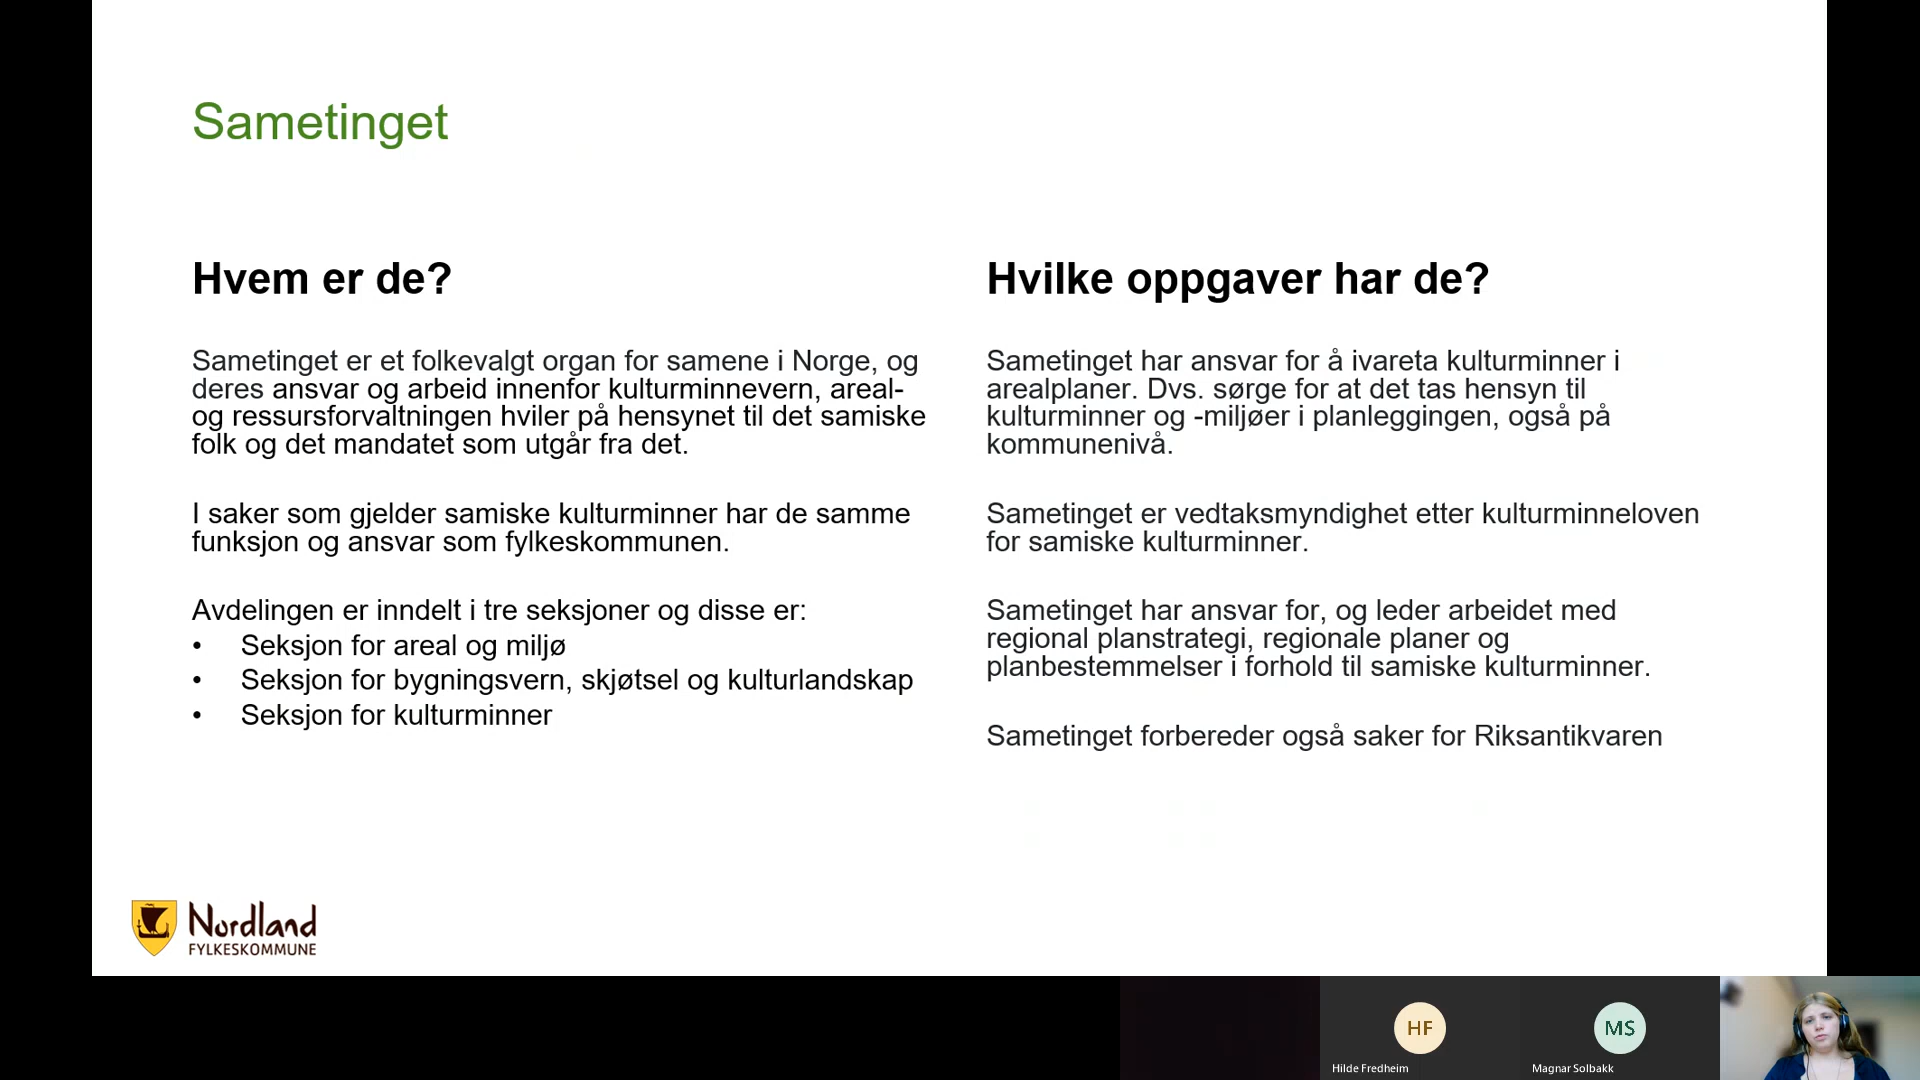 Sametinget
Hvem er de?
Sametinget er et folkevalgt organ for samene i Norge, og
deres ansvar og arbeid innenfor kulturminnevern, areal-
og ressursforvaltningen hviler på hensynet til det samiske
folk og det mandatet som utgår fra det.
I saker som gjelder samiske kulturminner har de samme
funksjon og ansvar som fylkeskommunen.
Avdelingen er inndelt i tre seksjoner og disse er:
• Seksjon for areal og miljø
• Seksjon for bygningsvern, skjøtsel og kulturlandskap
• Seksjon for kulturminner
Hvilke oppgaver har de?
Sametinget har ansvar for å ivareta kulturminner i
arealplaner. Dvs. sørge for at det tas hensyn til
kulturminner og -miljøer i planleggingen, også på
kommunenivå.
Sametinget er vedtaksmyndighet etter kulturminneloven
for samiske kulturminner.
Sametinget har ansvar for, og leder arbeidet med
regional planstrategi, regionale planer og
planbestemmelser i forhold til samiske kulturminner.
Sametinget forbereder også saker for Riksantikvaren
Nordland
FYLKESKOMMUNE
HF
Hilde Fredheim
MS
Magnar Solbakk